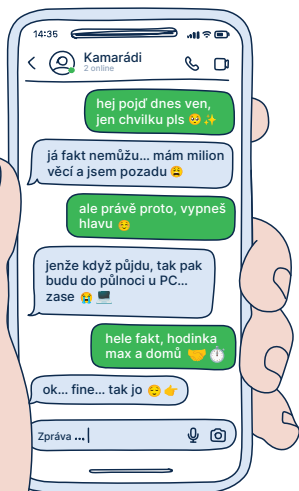 14:35
Kamarádi
2 online
hej pojď dnes ven,
jen chvilku pls 🥺✨
já fakt nemůžu... mám milion
věcí a jsem pozadu 😩
ale právě proto, vypneš
hlavu 😌
jenže když půjdu, tak pak
budu do půlnoci u PC...
zase 😭 💻
hele fakt, hodinka
max a domů 🤝⏱️
ok... fine... tak jo 😌👉
Zpráva ...